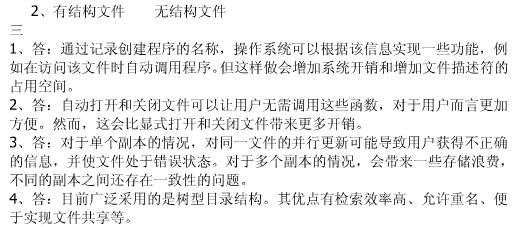 2、有结构文件  无结构文件
三
1、答：通过记录创建程序的名称，操作系统可以根据该信息实现一些功能，例
如在访问该文件时自动调用程序。但这样做会增加系统开销和增加文件描述符的
占用空间。
2、答：自动打开和关闭文件可以让用户无需调用这些函数，对于用户而言更加
方便。然而，这会比显式打开和关闭文件带来更多开销。
3、答：对于单个副本的情况，对同一文件的并行更新可能导致用户获得不正确
的信息，并使文件处于错误状态。对于多个副本的情况，会带来一些存储浪费，
不同的副本之间还存在一致性的问题。
4、答：目前广泛采用的是树型目录结构。其优点有检索效率高、允许重名、便
于实现文件共享等。